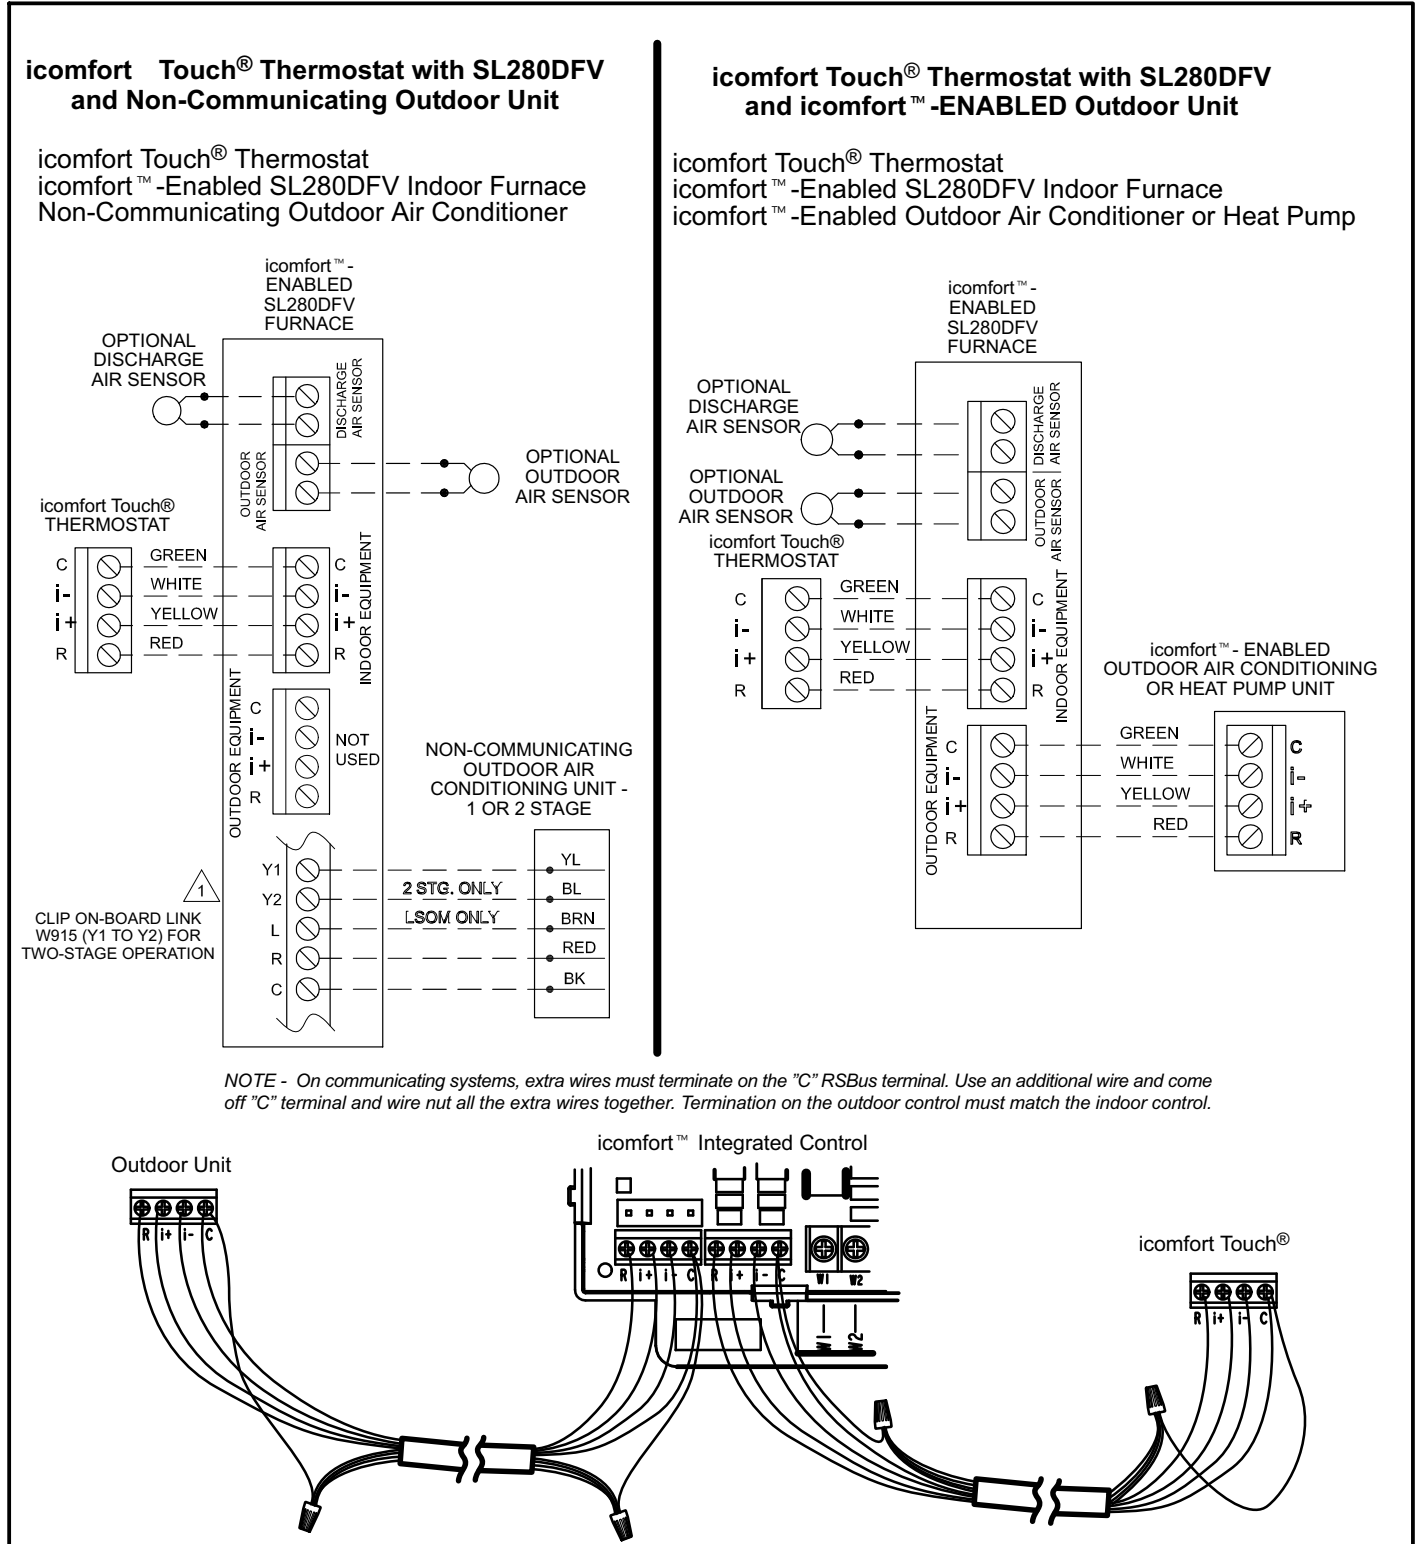 icomfort Touch® Thermostat with SL280DFV
and Non-Communicating Outdoor Unit
icomfort Touch® Thermostat
icomfort™-Enabled SL280DFV Indoor Furnace
Non-Communicating Outdoor Air Conditioner
icomfort™-
ENABLED
SL280DFV
FURNACE
OPTIONAL
DISCHARGE
AIR SENSOR
DISCHARGE
AIR SENSOR
OUTDOOR
AIR SENSOR
OPTIONAL
OUTDOOR
AIR SENSOR
icomfort Touch®
THERMOSTAT
C GREEN C
i- WHITE i-
i+ YELLOW i+
R RED R
INDOOR EQUIPMENT
OUTDOOR EQUIPMENT
C
i-
i+
R
NOT
USED
NON-COMMUNICATING
OUTDOOR AIR
CONDITIONING UNIT -
1 OR 2 STAGE
Y1 YL
Y2 2 STG. ONLY BL
L LSOM ONLY BRN
R RED
C BK
1
CLIP ON-BOARD LINK
W915 (Y1 TO Y2) FOR
TWO-STAGE OPERATION
icomfort Touch® Thermostat with SL280DFV
and icomfort™-ENABLED Outdoor Unit
icomfort Touch® Thermostat
icomfort™-Enabled SL280DFV Indoor Furnace
icomfort™-Enabled Outdoor Air Conditioner or Heat Pump
icomfort™-
ENABLED
SL280DFV
FURNACE
OPTIONAL
DISCHARGE
AIR SENSOR
OPTIONAL
OUTDOOR
AIR SENSOR
DISCHARGE
AIR SENSOR
OUTDOOR
AIR SENSOR
icomfort Touch®
THERMOSTAT
C GREEN C
i- WHITE i-
i+ YELLOW i+
R RED R
INDOOR EQUIPMENT
OUTDOOR EQUIPMENT
icomfort™- ENABLED
OUTDOOR AIR CONDITIONING
OR HEAT PUMP UNIT
C GREEN C
i- WHITE i-
i+ YELLOW i+
R RED R
NOTE - On communicating systems, extra wires must terminate on the "C" RSBus terminal. Use an additional wire and come
off "C" terminal and wire nut all the extra wires together. Termination on the outdoor control must match the indoor control.
icomfort™ Integrated Control
Outdoor Unit
R i+ i- C
R i+ i- C R i+ i- C W1 W2
W1 W2
icomfort Touch®
R i+ i- C